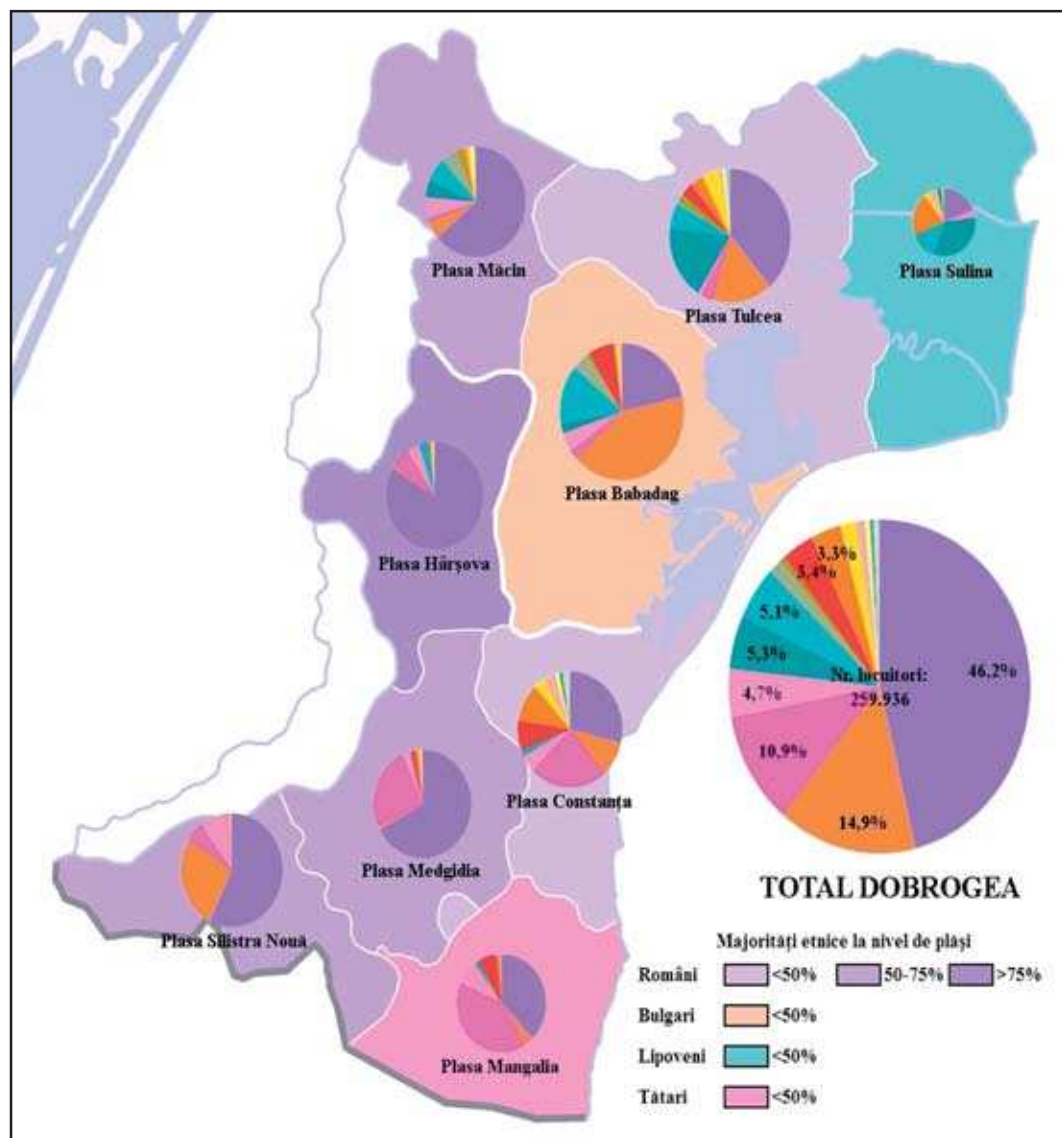 Plasa Măcin
Plasa Tulcea
Plasa Sulina
Plasa Babadag
Plasa Hârșova
Plasa Constanța
Plasa Medgidia
Plasa Silistra Nouă
Plasa Mangalia
3,3%
3,4%
5,1%
5,3%
4,7%
10,9%
14,9%
46,2%
Nr. locuitori:
259.936
TOTAL DOBROGEA
Majorități etnice la nivel de plăși
Români <50% 50-75% >75%
Bulgari <50%
Lipoveni <50%
Tătari <50%